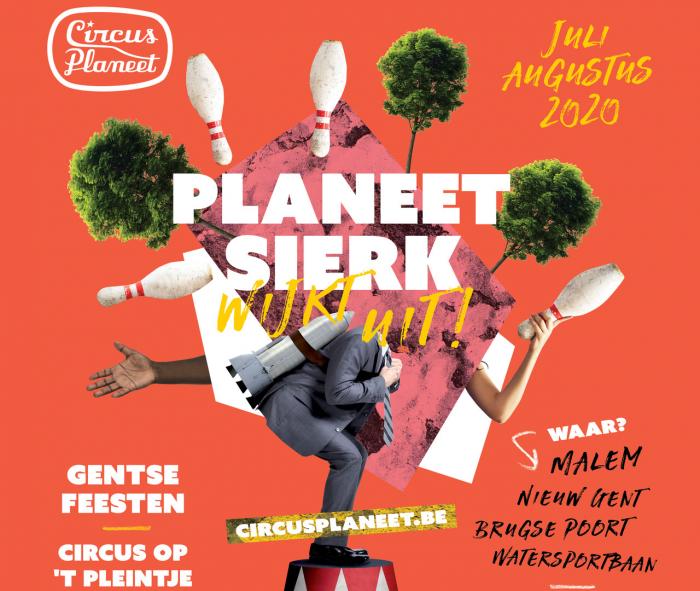 Circus
Planeet
JULI
AUGUSTUS
2020
PLANEET
SIERK
WIJKT UIT!
GENTSE
FEESTEN
CIRCUS OP
'T PLEINTJE
CIRCUSPLANEET.BE
WAAR?
MALEM
NIEUW GENT
BRUGSE POORT
WATERSPORTBAAN